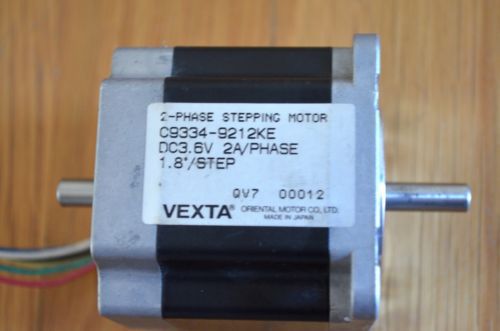 2-PHASE STEPPING MOTOR
C9334-9212KE
DC3.6V 2A/PHASE
1.8°/STEP
QV7 00012
VEXTA® ORIENTAL MOTOR CO., LTD.
MADE IN JAPAN